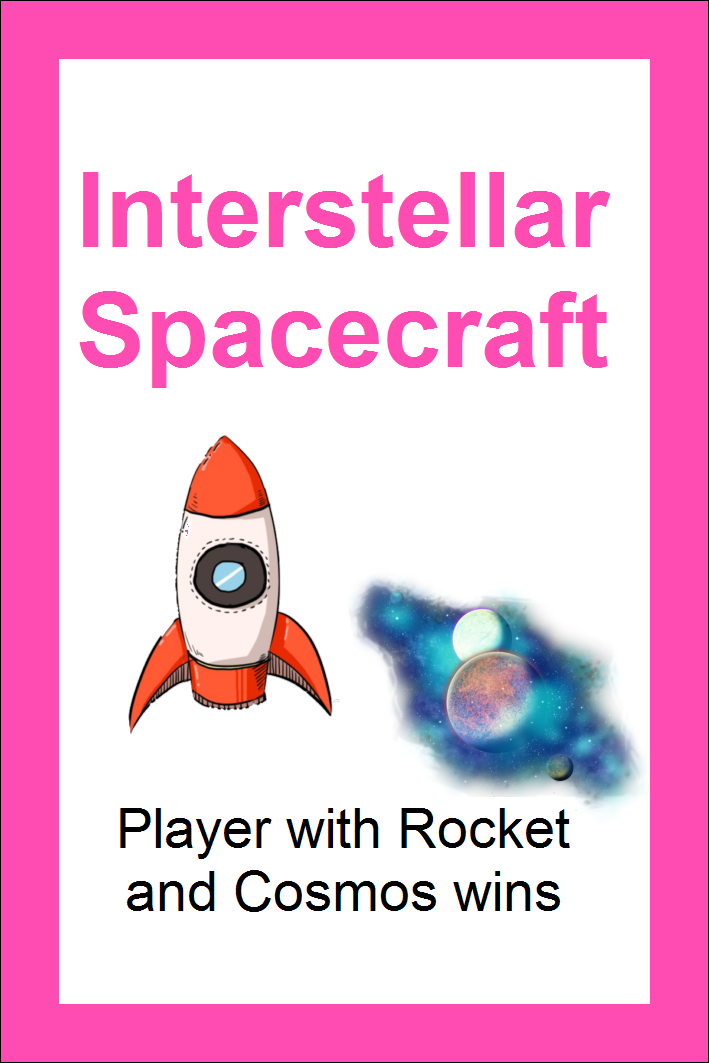 Interstellar
Spacecraft
Player with Rocket
and Cosmos wins